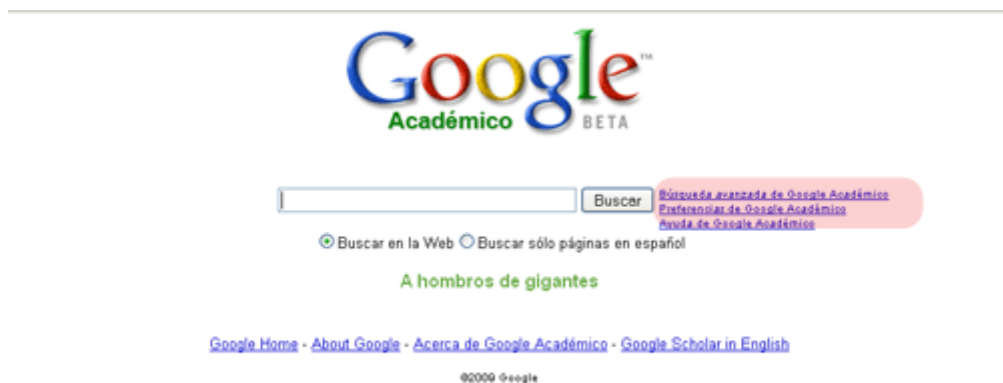 Google™
Académico BETA
Buscar
Búsqueda avanzada de Google Académico
Preferencias de Google Académico
Ayuda de Google Académico
Buscar en la Web Buscar sólo páginas en español
A hombros de gigantes
Google Home - About Google - Acerca de Google Académico - Google Scholar in English
©2009 Google